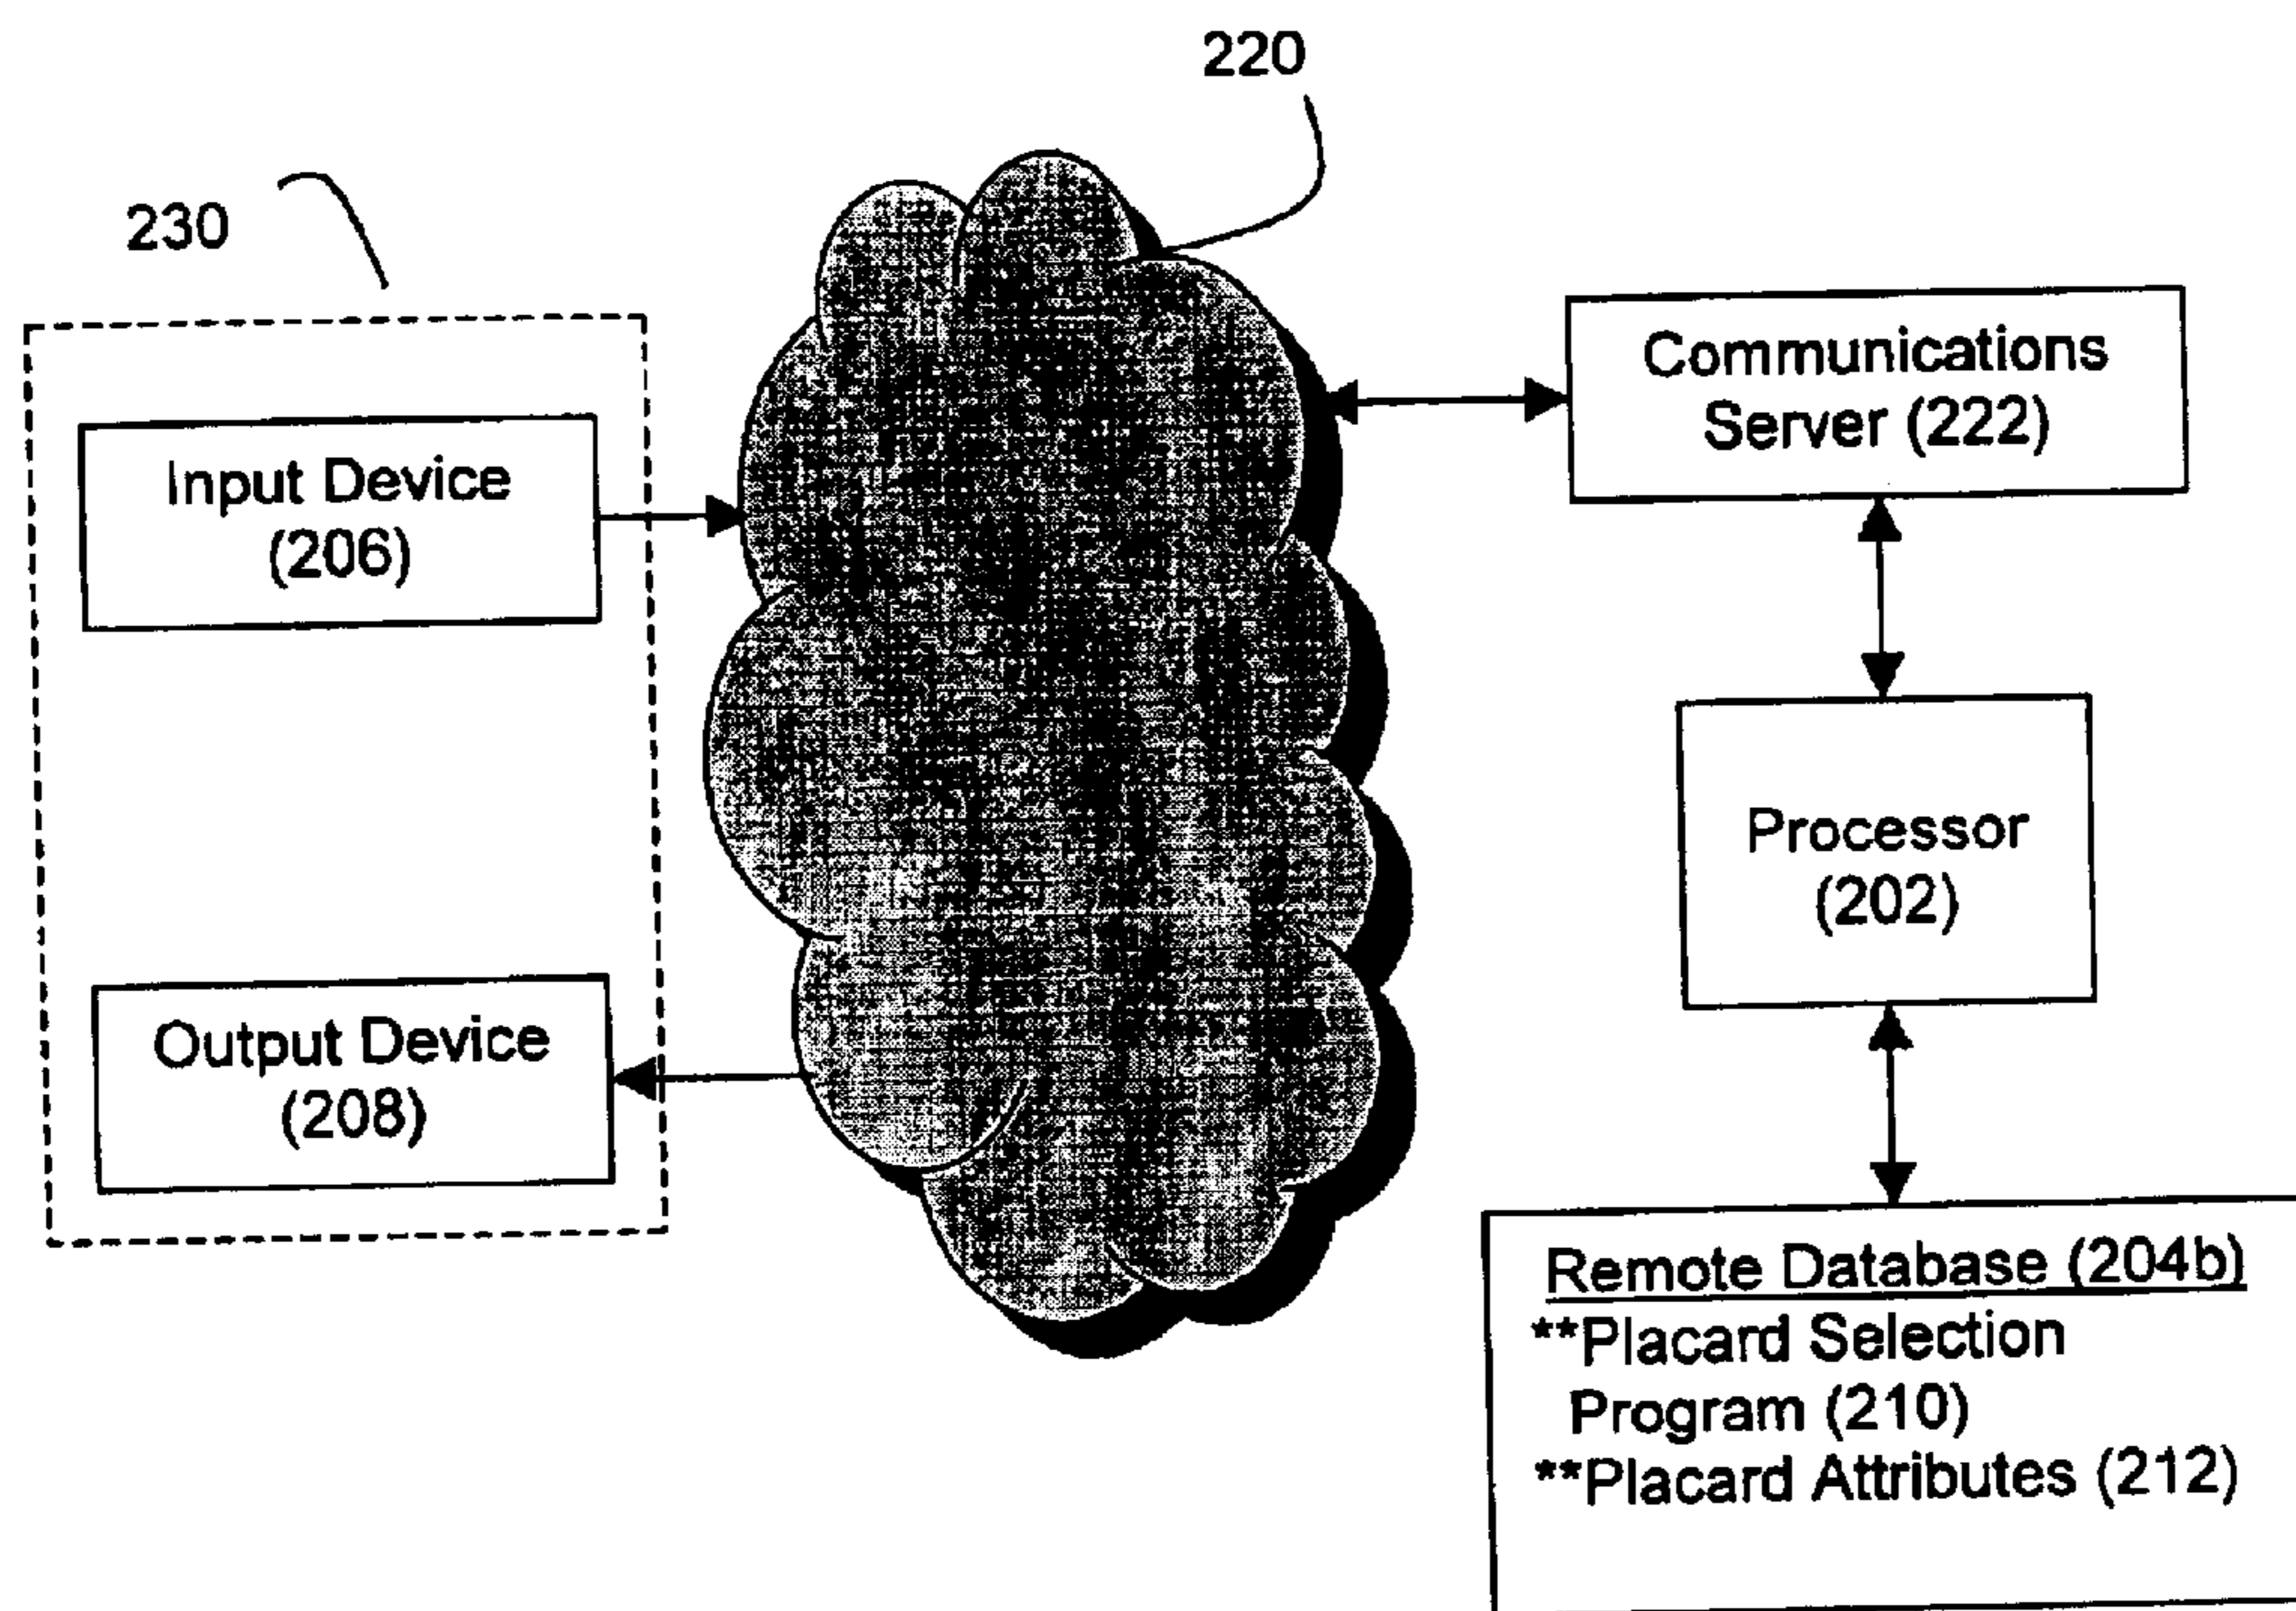 220
230
Input Device
(206)
Output Device
(208)
Communications
Server (222)
Processor
(202)
Remote Database (204b)
**Placard Selection
Program (210)
**Placard Attributes (212)